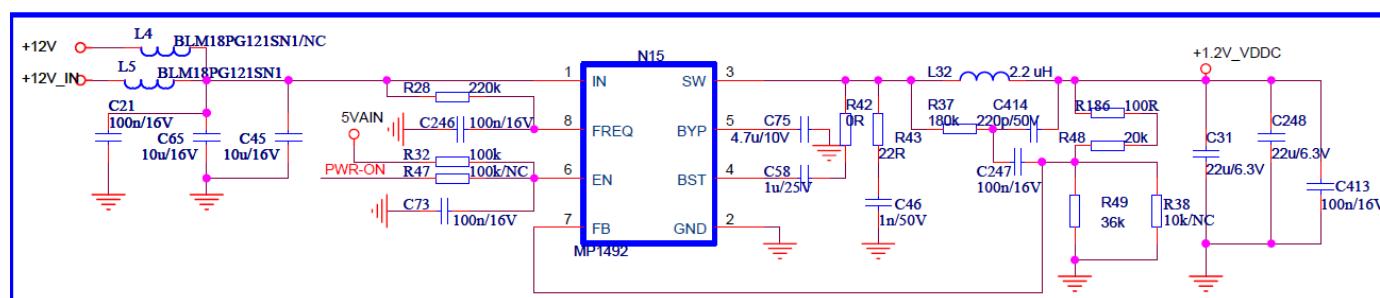 L4
BLM18PG121SN1/NC
+12V
L5
BLM18PG121SN1
+12V_IN
C21
100n/16V
C65
10u/16V
C45
10u/16V
R28
220k
5VAIN
C246
100n/16V
R32
100k
PWR-ON
R47
100k/NC
C73
100n/16V
N15
1
IN
SW
3
8
FREQ
BYP
5
6
EN
BST
4
7
FB
GND
2
MP1492
C75
4.7u/10V
C58
1u/25V
R42
0R
R43
22R
C46
1n/50V
L32
2.2 uH
R37
180k
C414
220p/50V
C247
100n/16V
+1.2V_VDDC
R186
100R
R48
20k
R49
36k
R38
10k/NC
C31
22u/6.3V
C248
22u/6.3V
C413
100n/16V